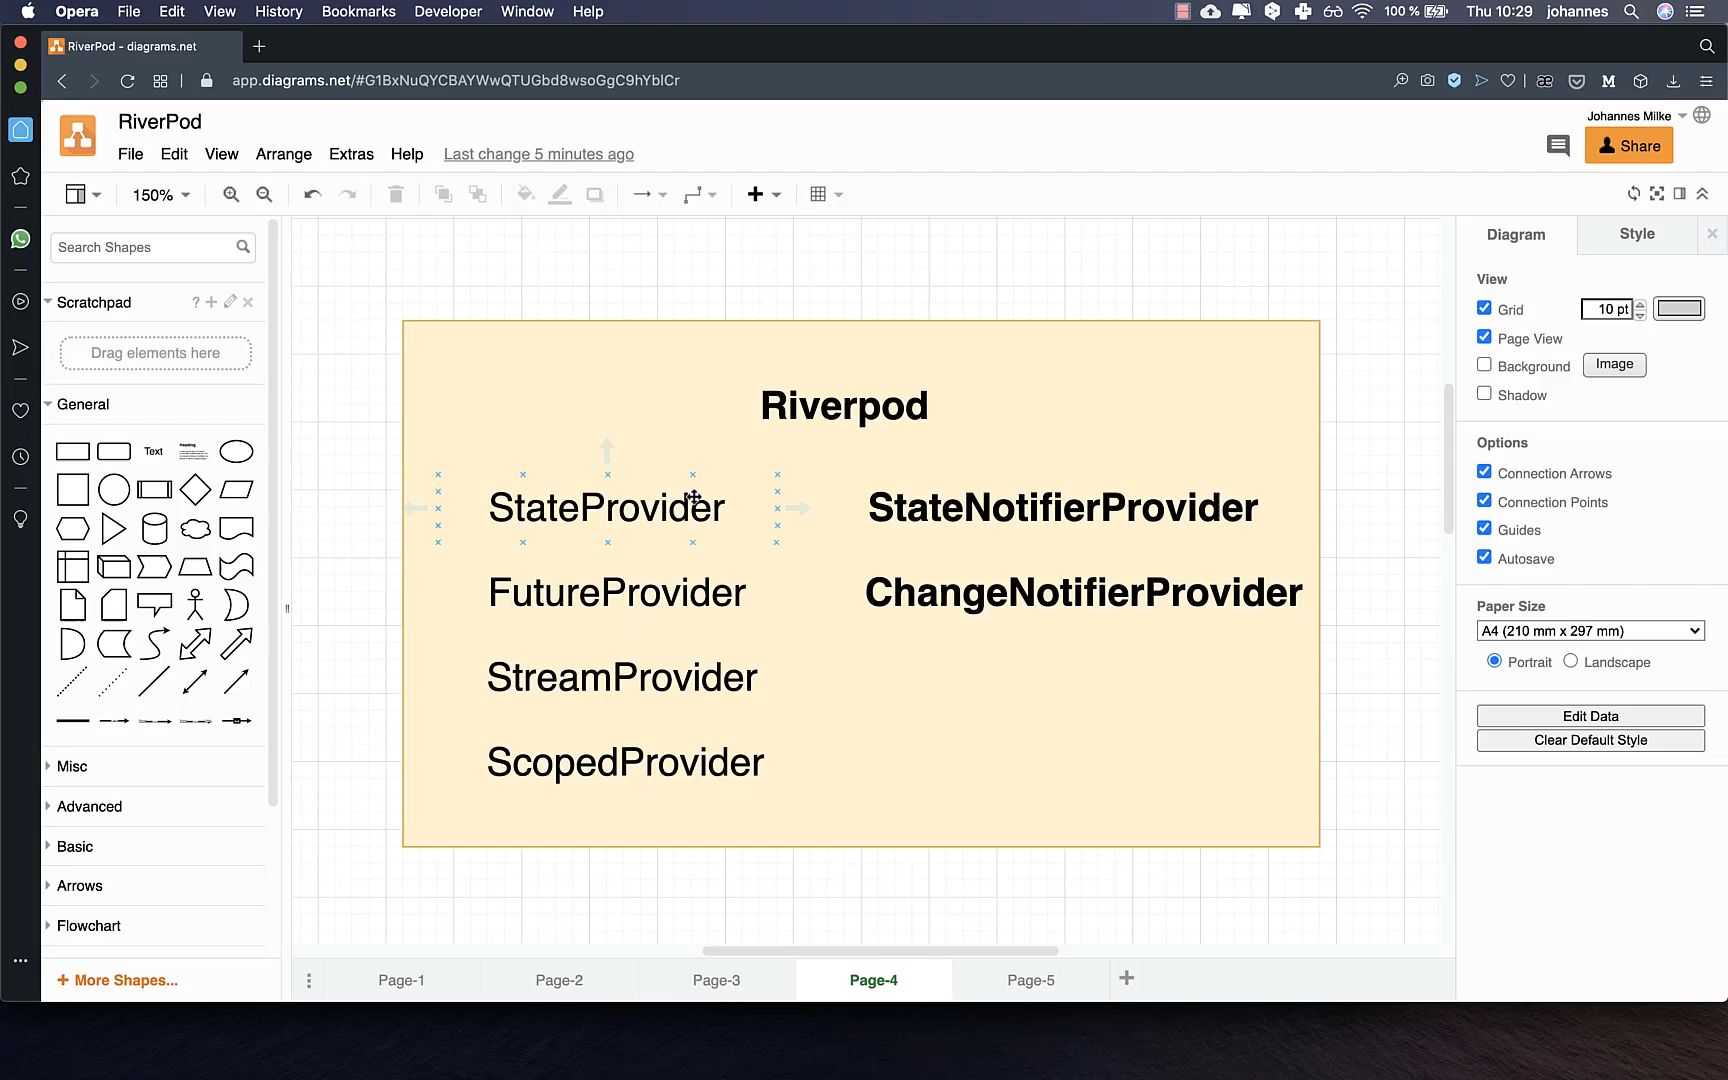 Opera File Edit View History Bookmarks Developer Window Help 100 % Thu 10:29 johannes
RiverPod - diagrams.net
app.diagrams.net/#G1BxNuQYCBAYWwQTUGbd8wsoGgC9hYblCr
RiverPod
Johannes Milke
File Edit View Arrange Extras Help Last change 5 minutes ago
Share
150%
Search Shapes
Scratchpad ?
Drag elements here
General
Text
Heading
Misc
Advanced
Basic
Arrows
Flowchart
+ More Shapes...
Riverpod
StateProvider StateNotifierProvider
FutureProvider ChangeNotifierProvider
StreamProvider
ScopedProvider
Page-1 Page-2 Page-3 Page-4 Page-5
Diagram Style
View
Grid 10 pt
Page View
Background Image
Shadow
Options
Connection Arrows
Connection Points
Guides
Autosave
Paper Size
A4 (210 mm x 297 mm)
Portrait Landscape
Edit Data
Clear Default Style